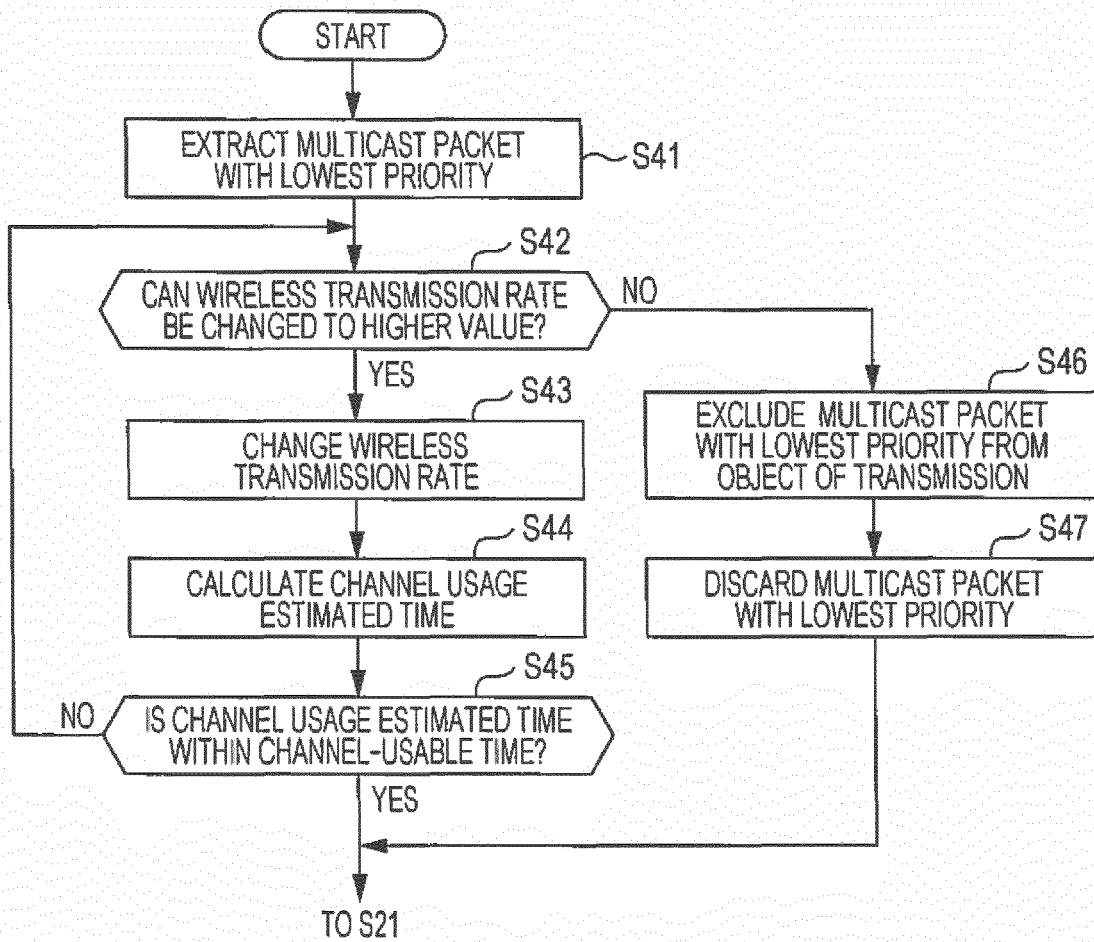 START
EXTRACT MULTICAST PACKET
WITH LOWEST PRIORITY
S41
S42
CAN WIRELESS TRANSMISSION RATE
BE CHANGED TO HIGHER VALUE?
NO
YES
S43
CHANGE WIRELESS
TRANSMISSION RATE
S46
EXCLUDE MULTICAST PACKET
WITH LOWEST PRIORITY FROM
OBJECT OF TRANSMISSION
S44
CALCULATE CHANNEL USAGE
ESTIMATED TIME
S47
DISCARD MULTICAST PACKET
WITH LOWEST PRIORITY
S45
NO
IS CHANNEL USAGE ESTIMATED TIME
WITHIN CHANNEL-USABLE TIME?
YES
TO S21